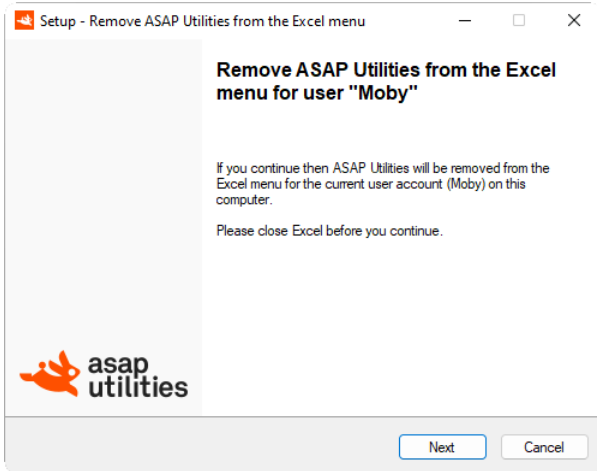 Setup - Remove ASAP Utilities from the Excel menu
Remove ASAP Utilities from the Excel
menu for user "Moby"
If you continue then ASAP Utilities will be removed from the
Excel menu for the current user account (Moby) on this
computer.
Please close Excel before you continue.
asap
utilities
Next
Cancel